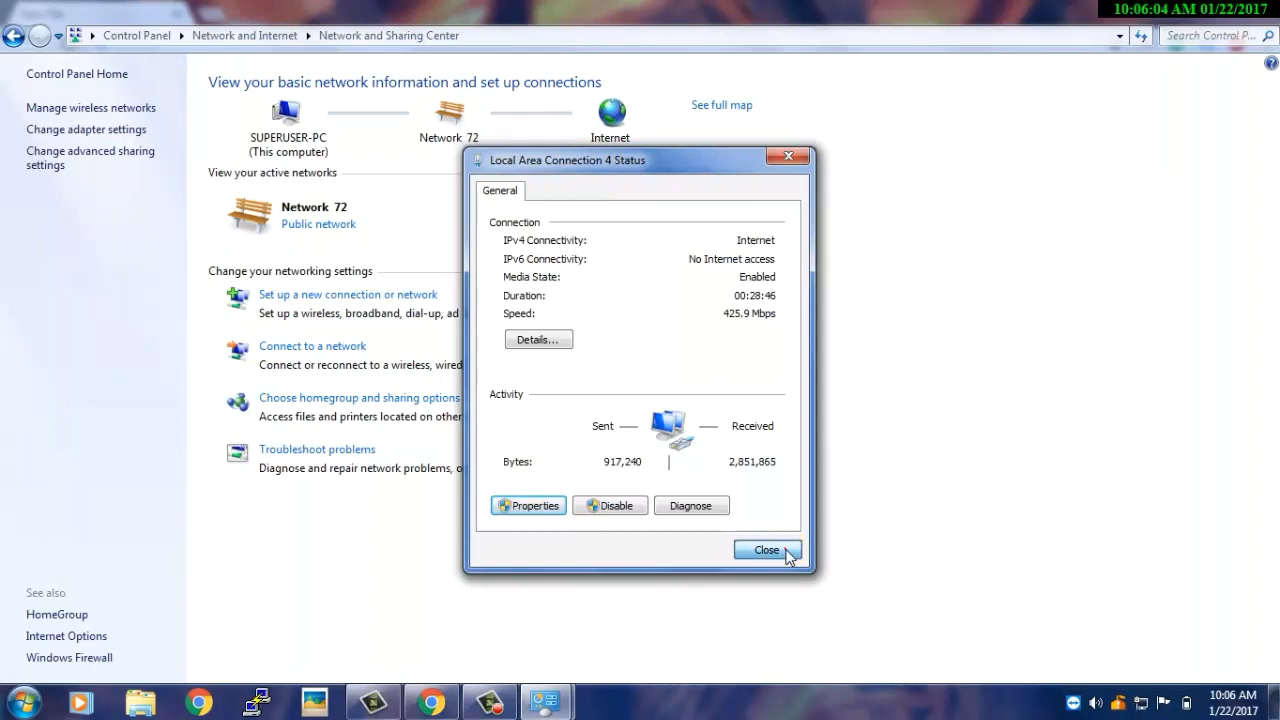 10:06:04 AM 01/22/2017
Control Panel Network and Internet Network and Sharing Center
Search Control P...
Control Panel Home
Manage wireless networks
Change adapter settings
Change advanced sharing
settings
View your basic network information and set up connections
See full map
SUPERUSER-PC
(This computer)
Network 72
Internet
View your active networks
Network 72
Public network
Change your networking settings
Set up a new connection or network
Set up a wireless, broadband, dial-up, ad
Connect to a network
Connect or reconnect to a wireless, wired
Choose homegroup and sharing options
Access files and printers located on other
Troubleshoot problems
Diagnose and repair network problems, o
Local Area Connection 4 Status
General
Connection
IPv4 Connectivity: Internet
IPv6 Connectivity: No Internet access
Media State: Enabled
Duration: 00:28:46
Speed: 425.9 Mbps
Details...
Activity
Sent Received
Bytes: 917,240 2,851,865
Properties Disable Diagnose
Close
See also
HomeGroup
Internet Options
Windows Firewall
10:06 AM
1/22/2017